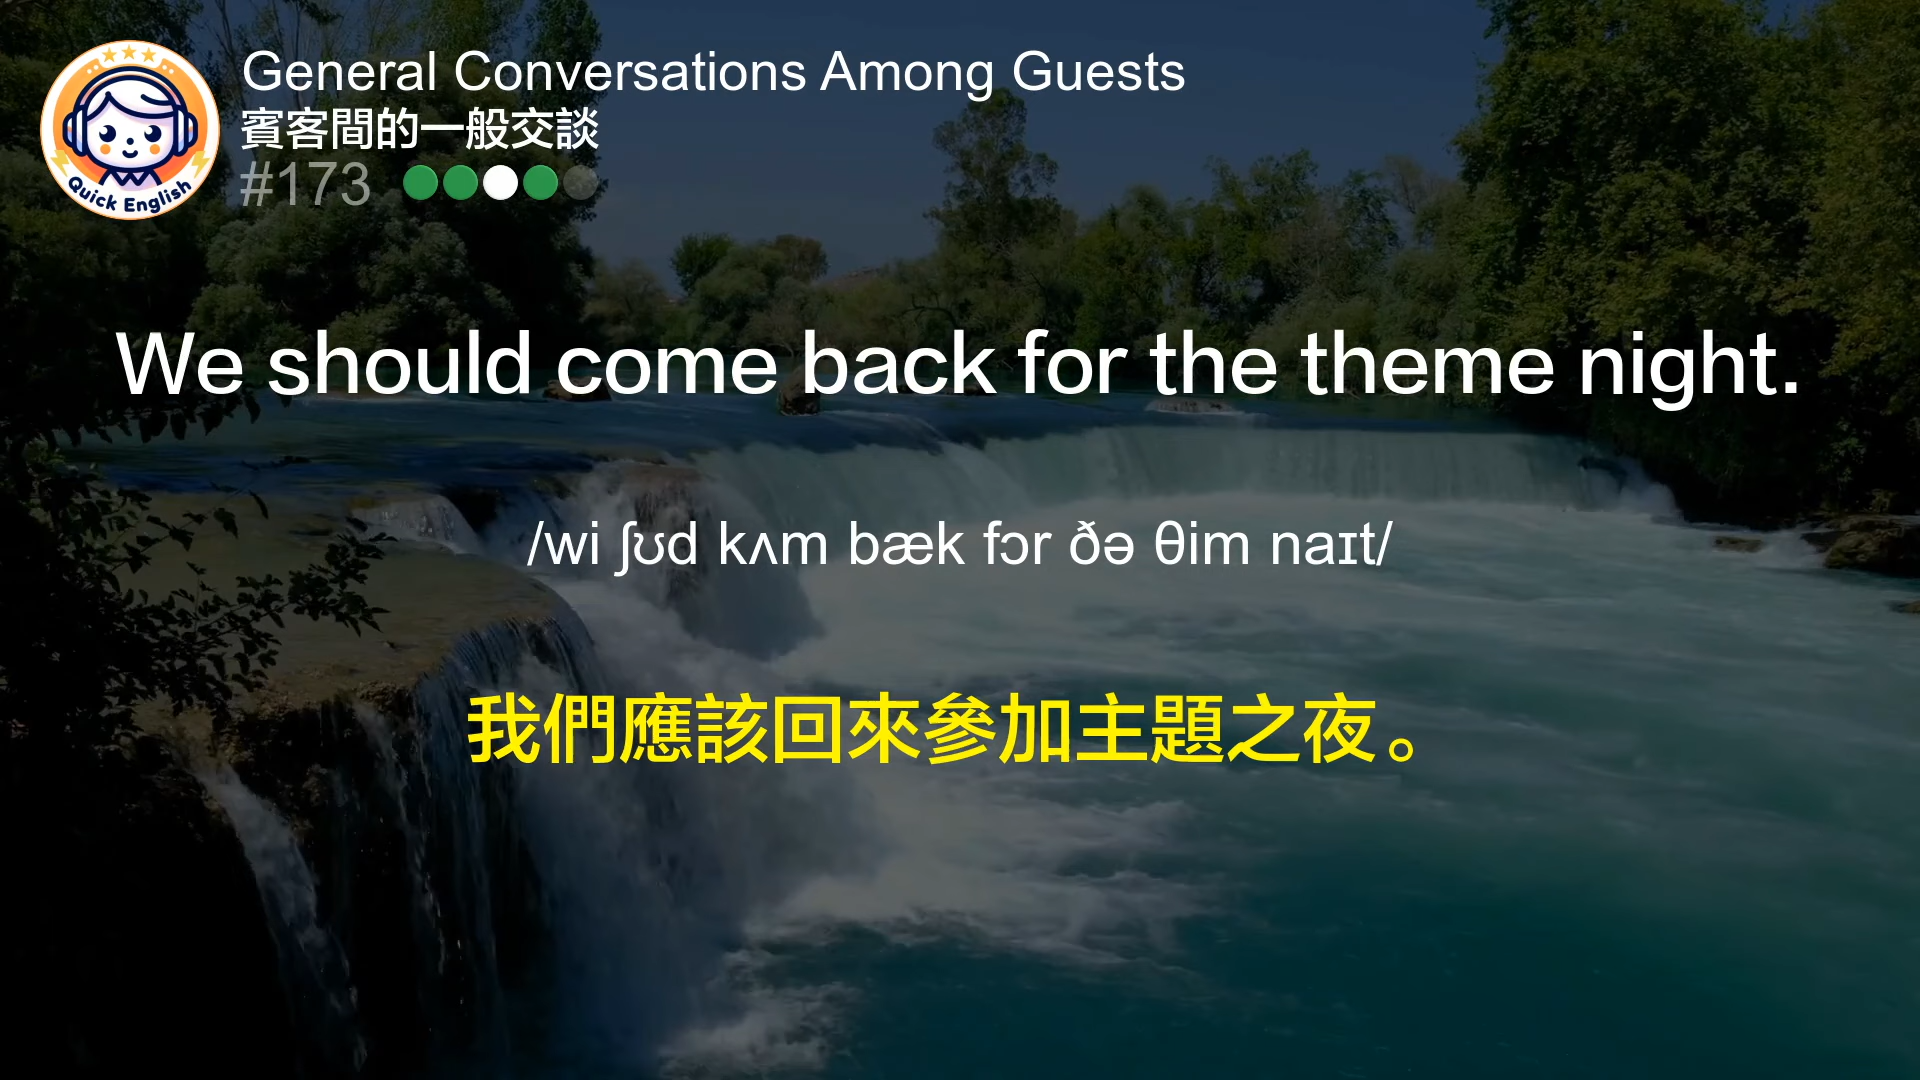 General Conversations Among Guests
賓客間的一般交談
#173
Quick English
We should come back for the theme night.
/wi ʃʊd kʌm bæk fɔr ðə θim naɪt/
我們應該回來參加主題之夜。